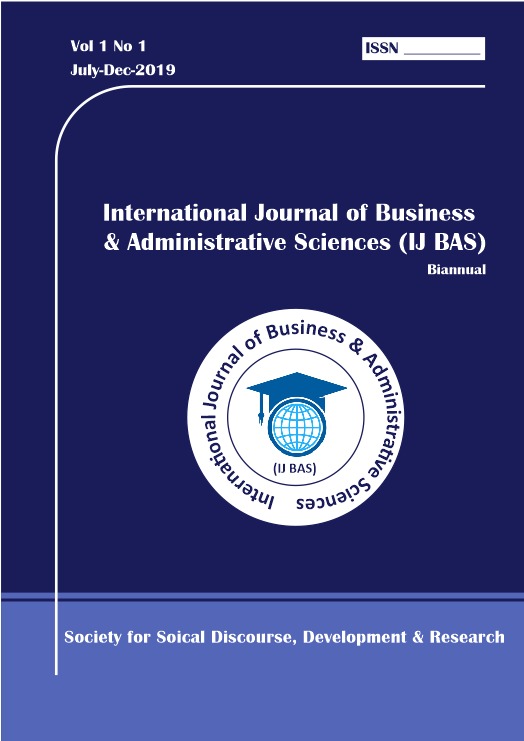 Vol 1 No 1
ISSN ____________
July-Dec-2019
International Journal of Business
& Administrative Sciences (IJ BAS)
Biannual
International Journal of Business & Administrative Sciences
(IJ BAS)
Society for Soical Discourse, Development & Research